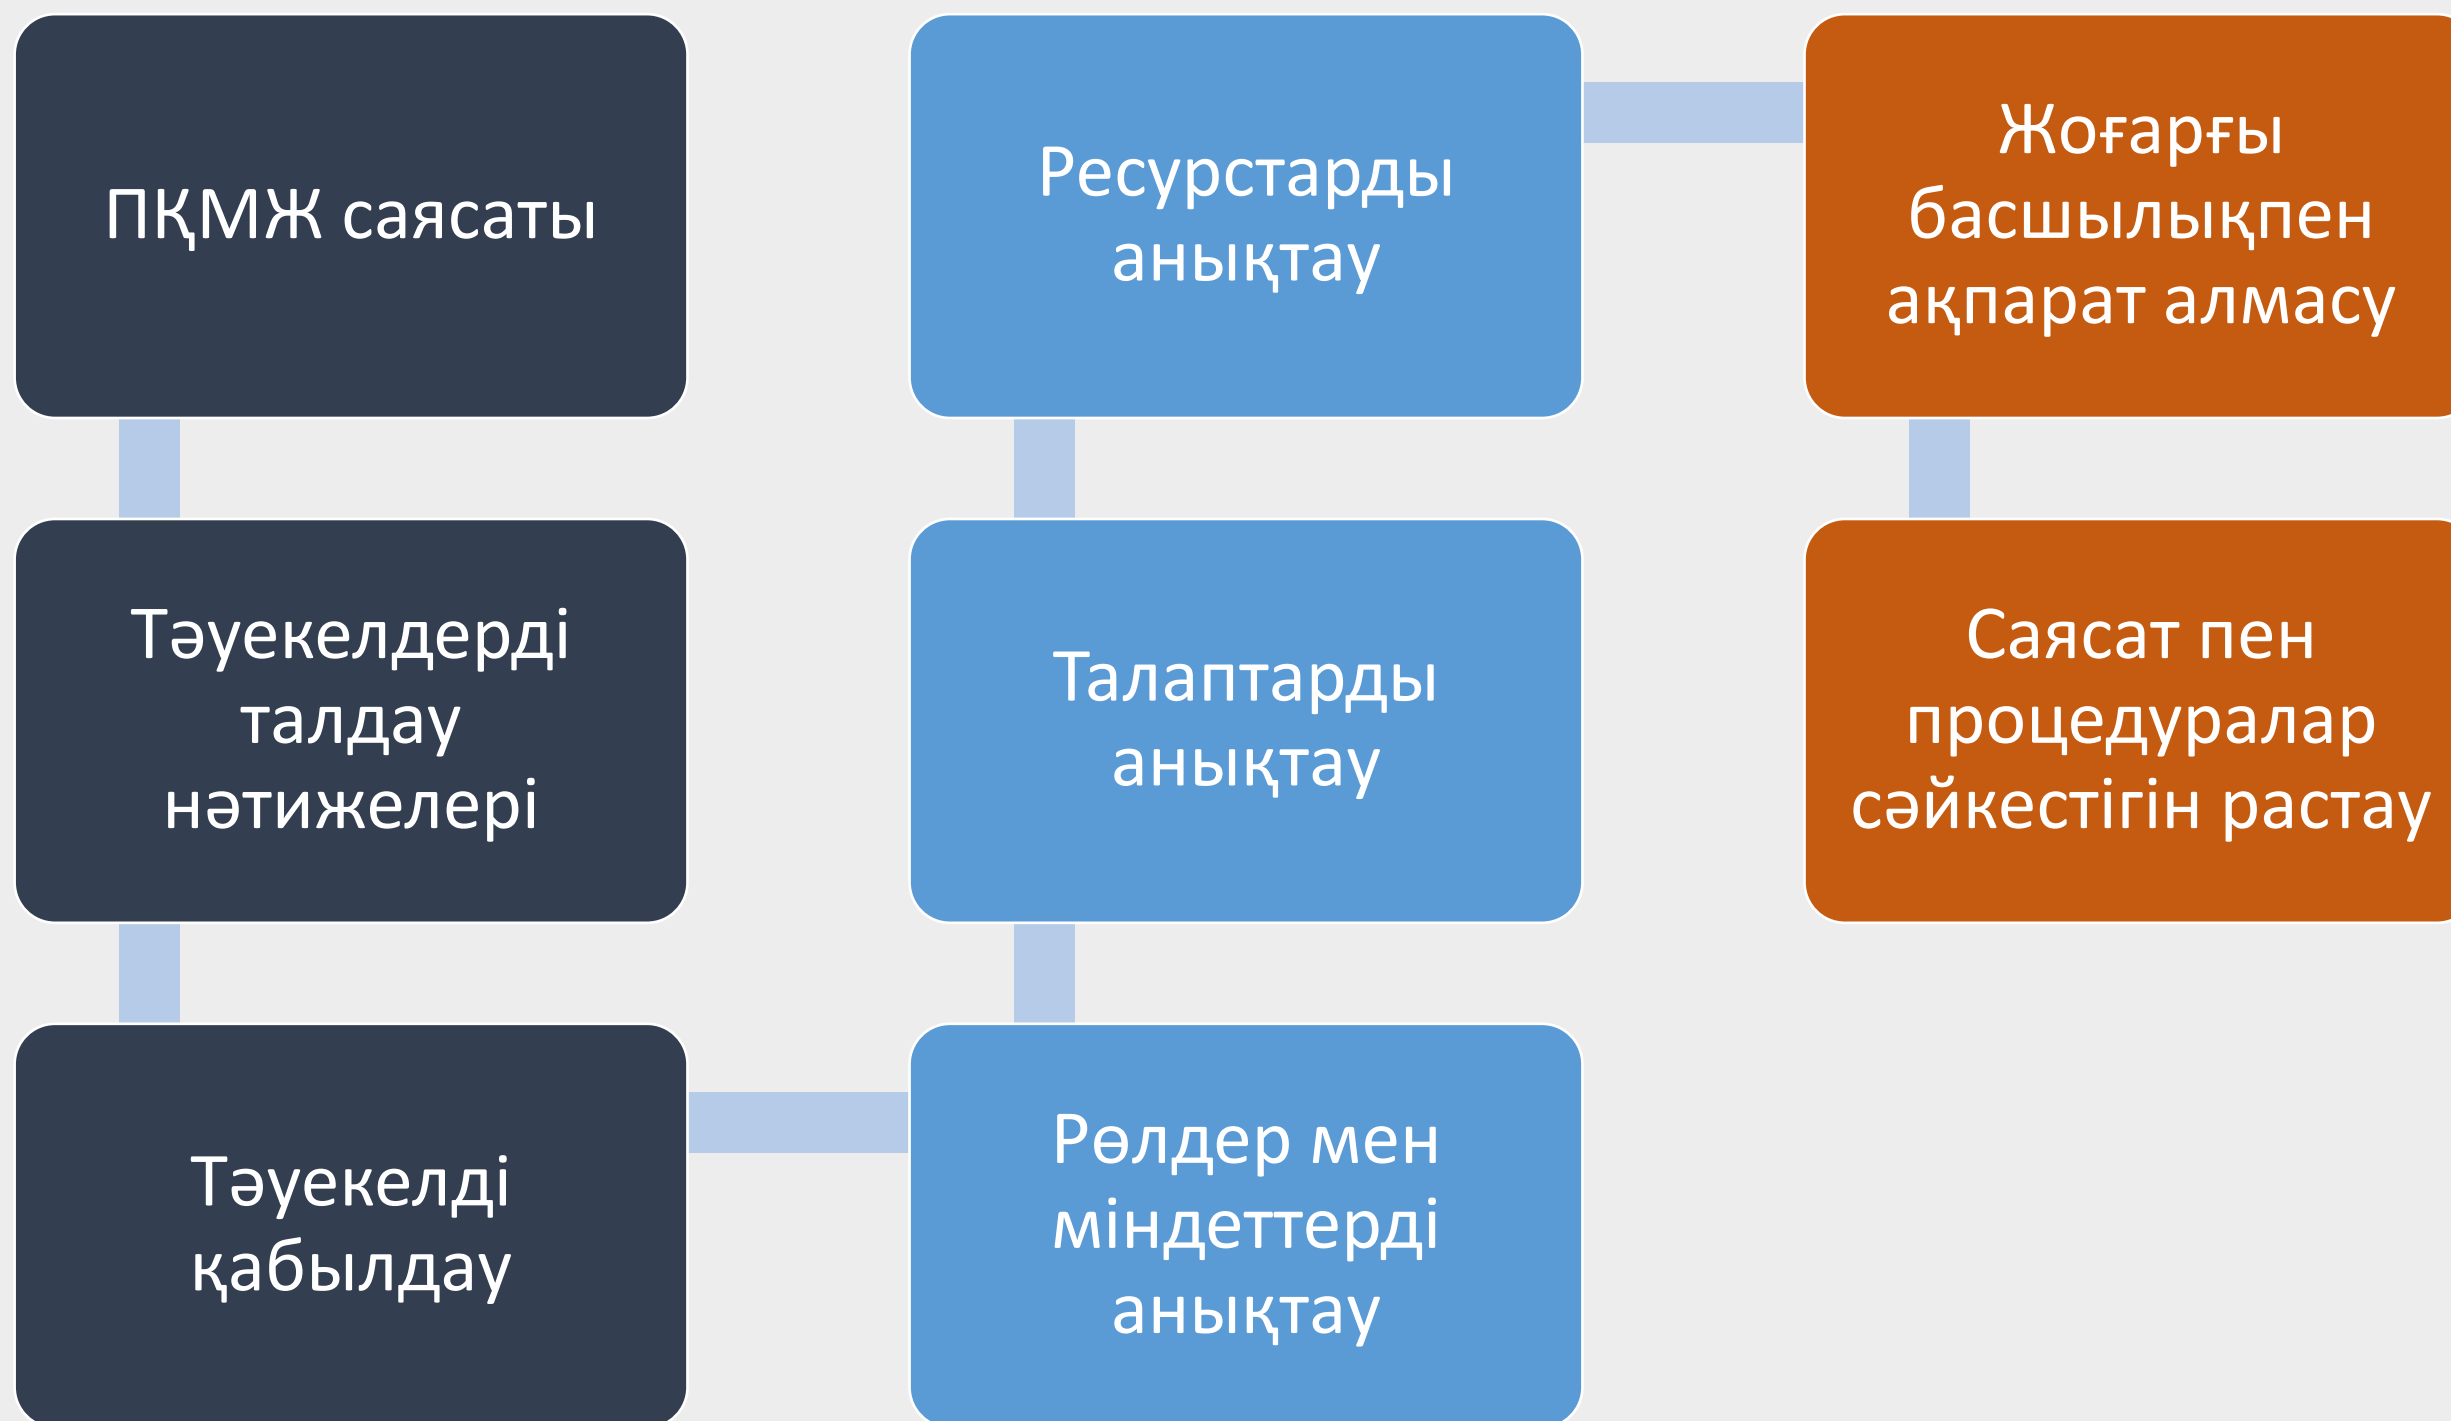 ПҚМЖ саясаты
Тәуекелдерді
талдау
нәтижелері
Тәуекелді
қабылдау
Рөлдер мен
міндеттерді
анықтау
Талаптарды
анықтау
Ресурстарды
анықтау
Жоғарғы
басшылықпен
ақпарат алмасу
Саясат пен
процедуралар
сәйкестігін растау